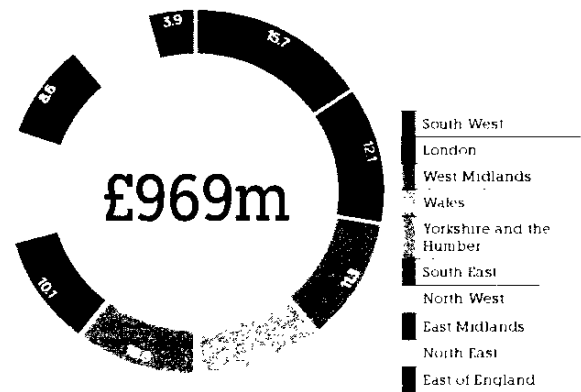 3.9
15.7
8.6
12.1
£969m
11.9
10.1
South West
London
West Midlands
Wales
Yorkshire and the
Humber
South East
North West
East Midlands
North East
East of England